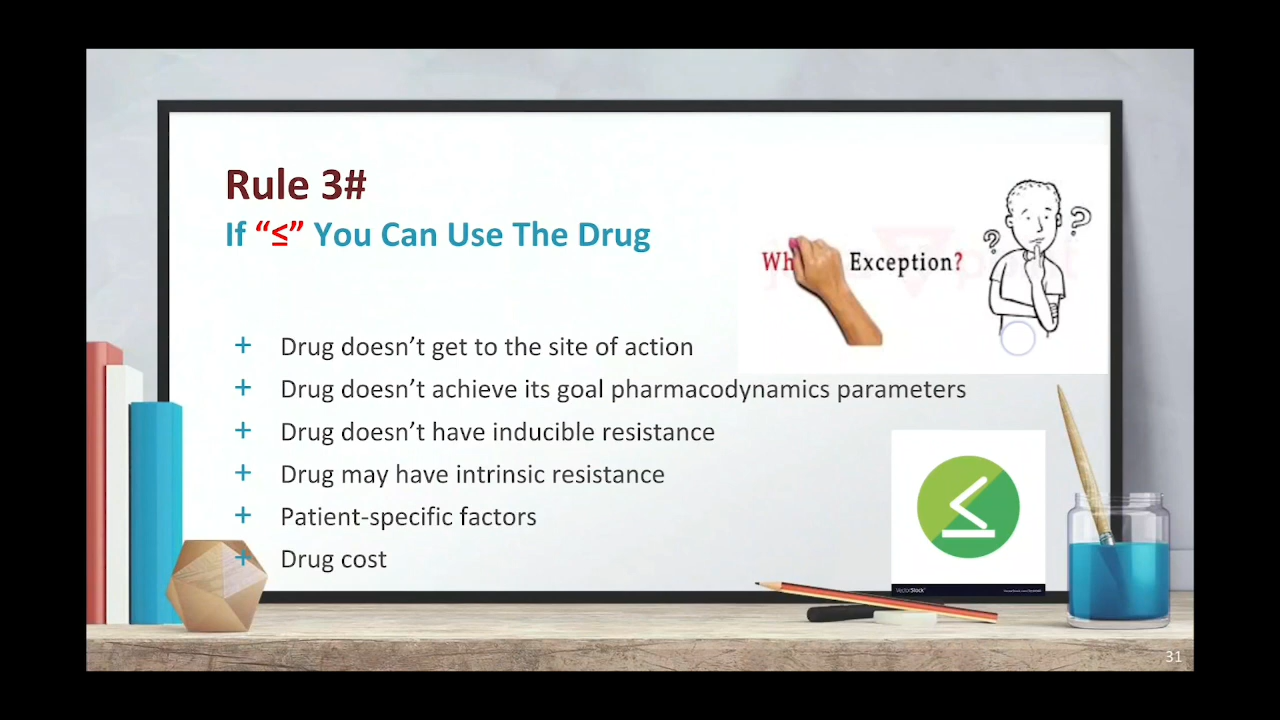 Rule 3#
If “≤” You Can Use The Drug
Wh Exception?
+ Drug doesn’t get to the site of action
+ Drug doesn’t achieve its goal pharmacodynamics parameters
+ Drug doesn’t have inducible resistance
+ Drug may have intrinsic resistance
+ Patient-specific factors
+ Drug cost
≤
VectorStock
31